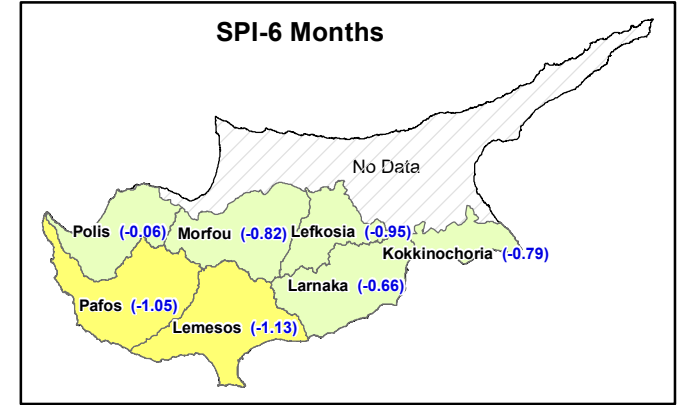 SPI-6 Months
No Data
Polis (-0.06)
Morfou (-0.82)
Lefkosia (-0.95)
Kokkinochoria (-0.79)
Larnaka (-0.66)
Pafos (-1.05)
Lemesos (-1.13)